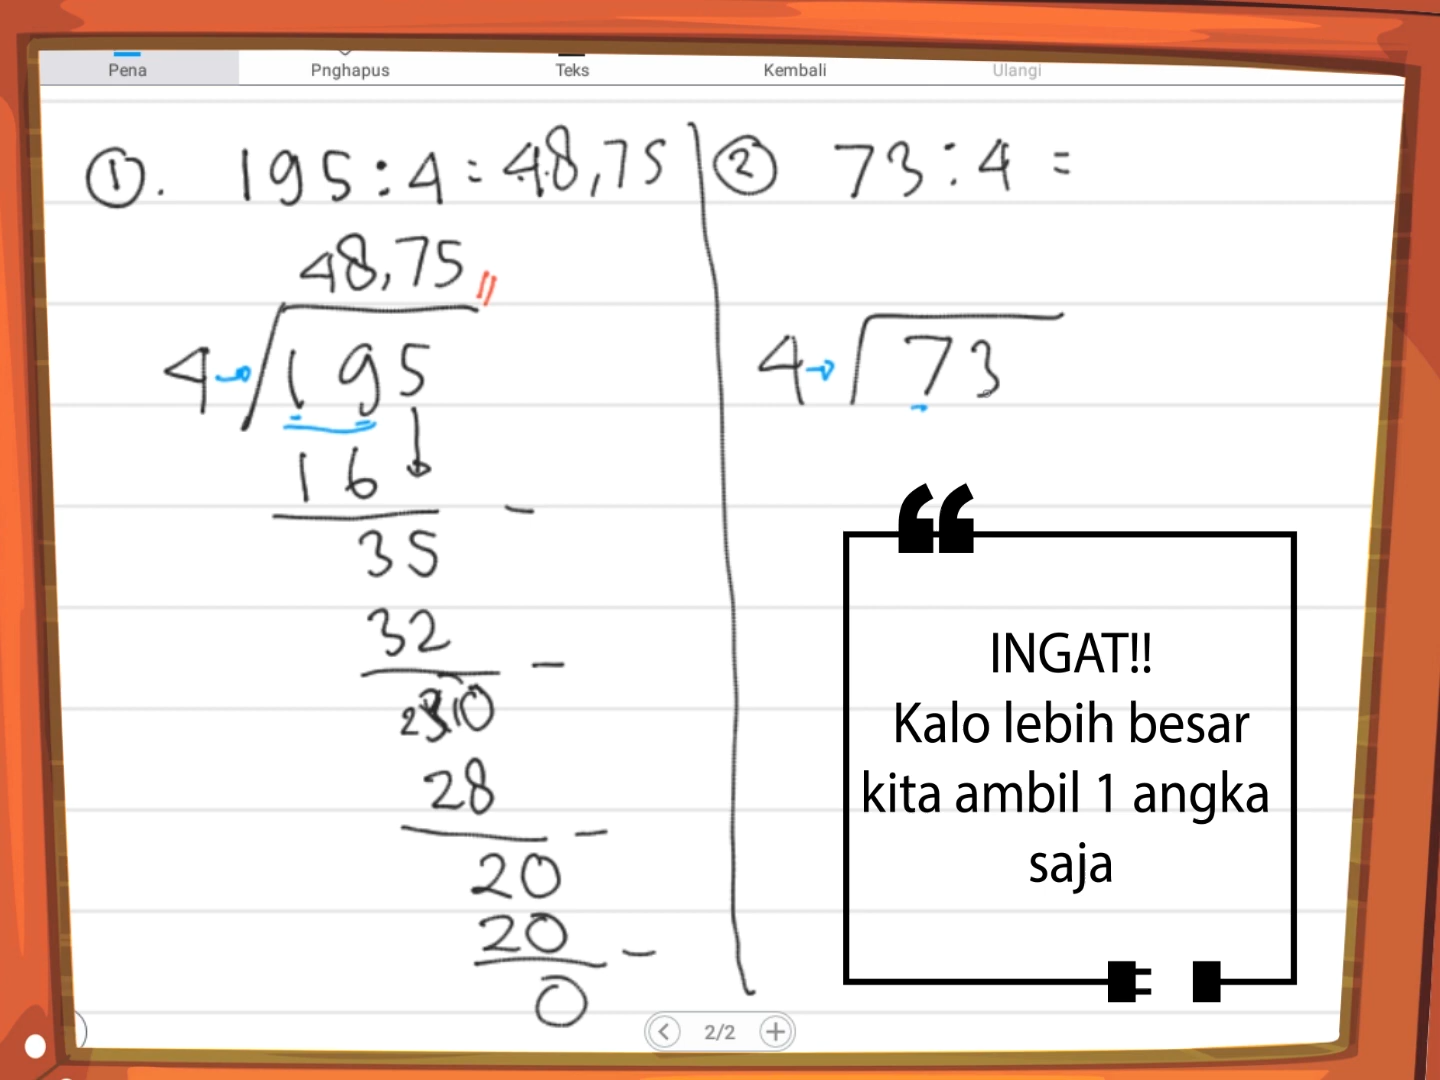 Pena Pnghapus Teks Kembali Ulangi
①. 195:4=48,75
48,75 //
4 → 195
16
35 -
32
310 -
28
20 -
20
0 -
② 73:4 =
4 → 73
“
INGAT!!
Kalo lebih besar
kita ambil 1 angka
saja
2/2